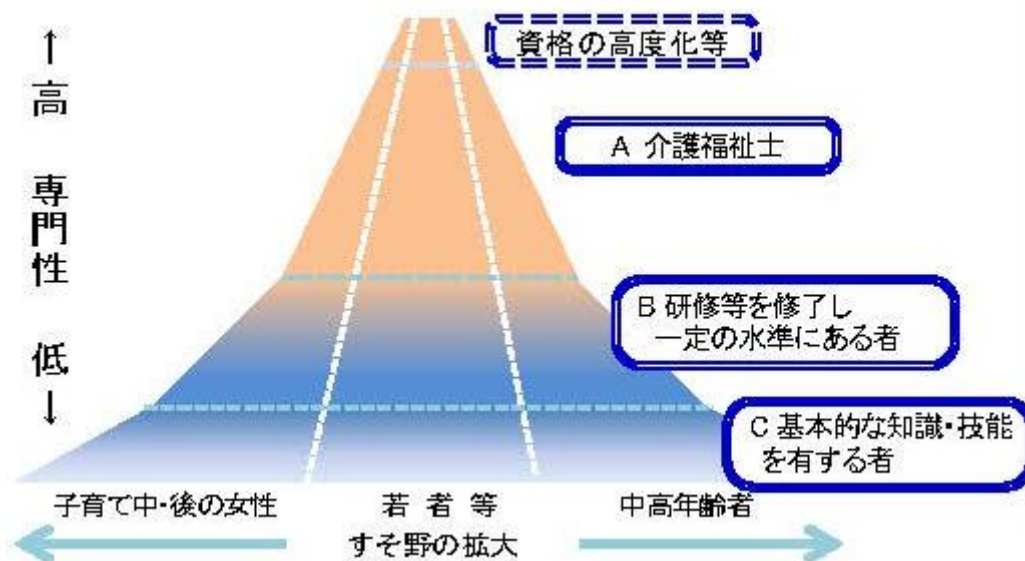 ↑
高
専
門
性
低
↓
資格の高度化等
A 介護福祉士
B 研修等を修了し
一定の水準にある者
C 基本的な知識・技能
を有する者
子育て中・後の女性
若 者 等
中高年齢者
すそ野の拡大